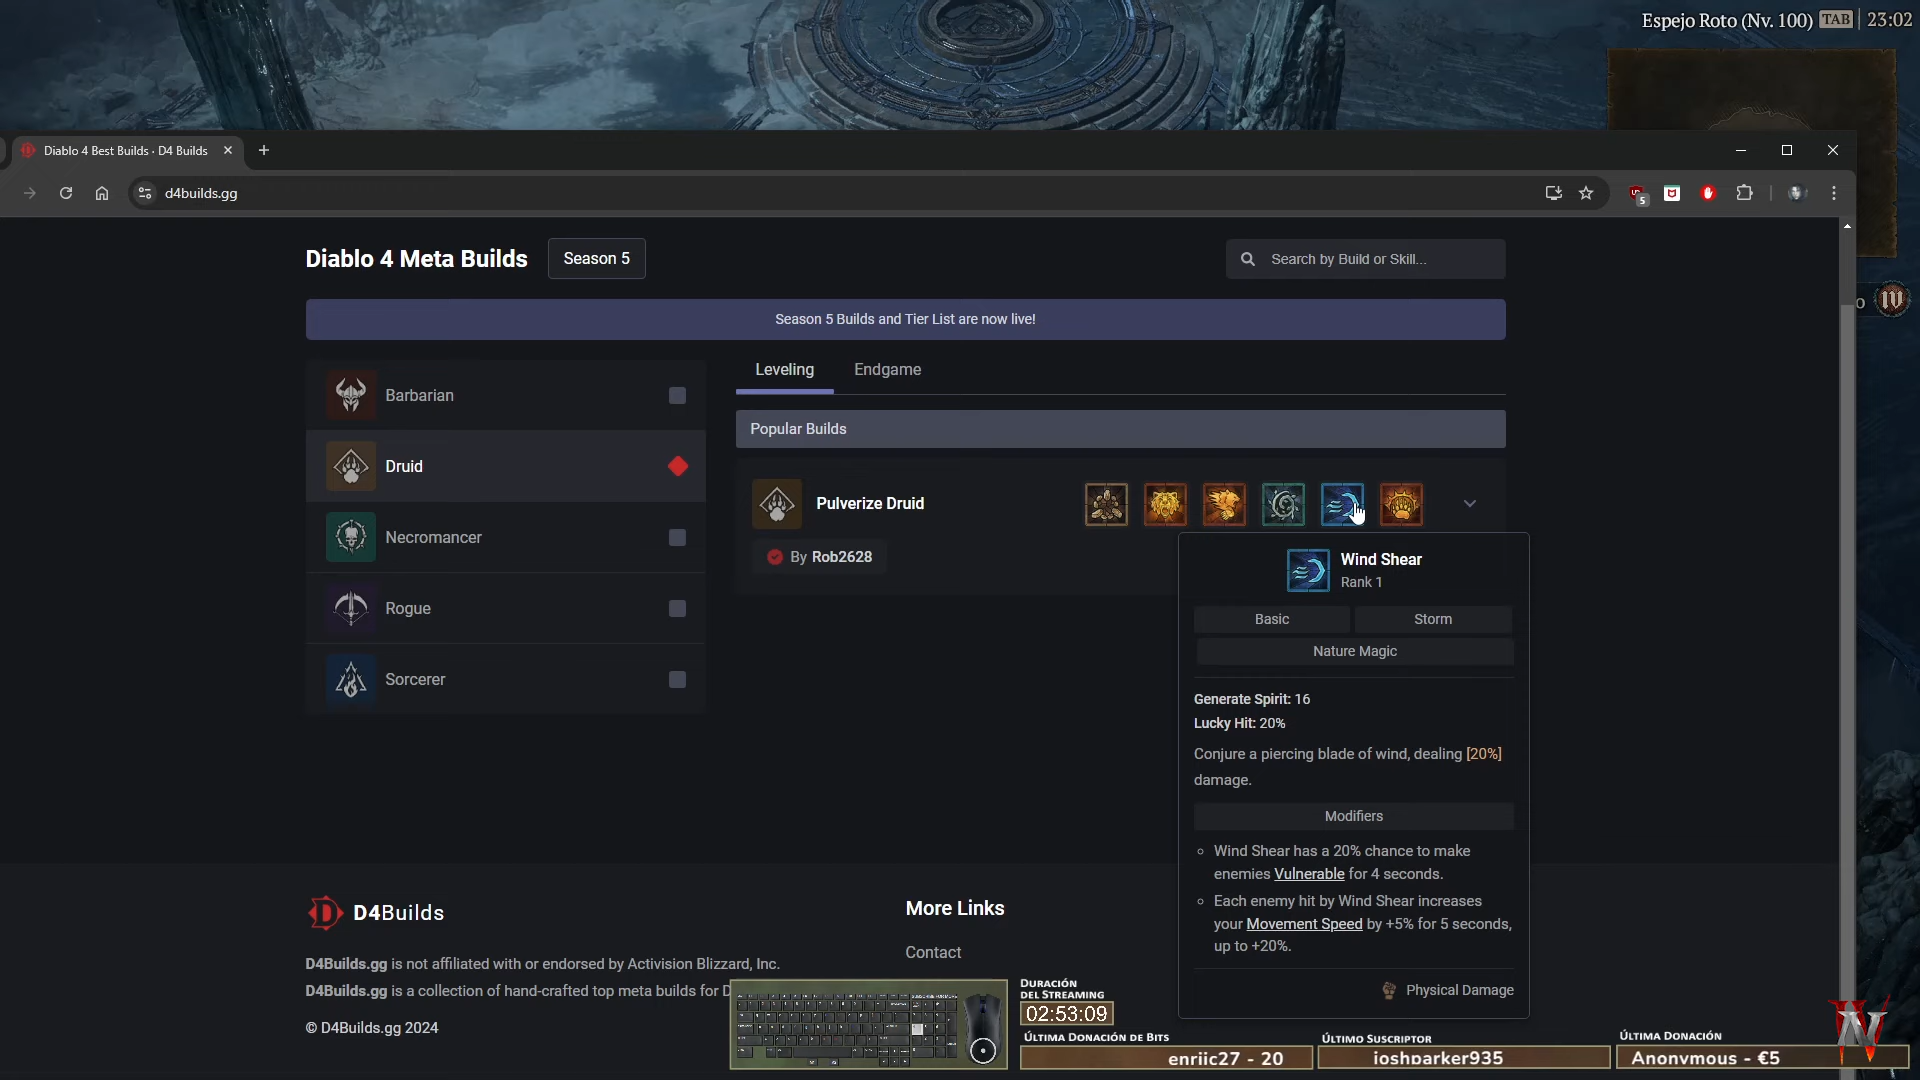 Espejo Roto (Nv. 100) TAB 23:02
Diablo 4 Best Builds · D4 Builds
d4builds.gg
5
Diablo 4 Meta Builds
Season 5
Search by Build or Skill...
Season 5 Builds and Tier List are now live!
Barbarian
Druid
Necromancer
Rogue
Sorcerer
Leveling
Endgame
Popular Builds
Pulverize Druid
By Rob2628
Wind Shear
Rank 1
Basic
Storm
Nature Magic
Generate Spirit: 16
Lucky Hit: 20%
Conjure a piercing blade of wind, dealing [20%]
damage.
Modifiers
Wind Shear has a 20% chance to make
enemies Vulnerable for 4 seconds.
Each enemy hit by Wind Shear increases
your Movement Speed by +5% for 5 seconds,
up to +20%.
Physical Damage
D4Builds
D4Builds.gg is not affiliated with or endorsed by Activision Blizzard, Inc.
D4Builds.gg is a collection of hand-crafted top meta builds for D
© D4Builds.gg 2024
More Links
Contact
DURACIÓN
DEL STREAMING
02:53:09
ÚLTIMA DONACIÓN DE BITS
enriic27 - 20
ÚLTIMO SUSCRIPTOR
joshparker935
ÚLTIMA DONACIÓN
Anonymous - €5